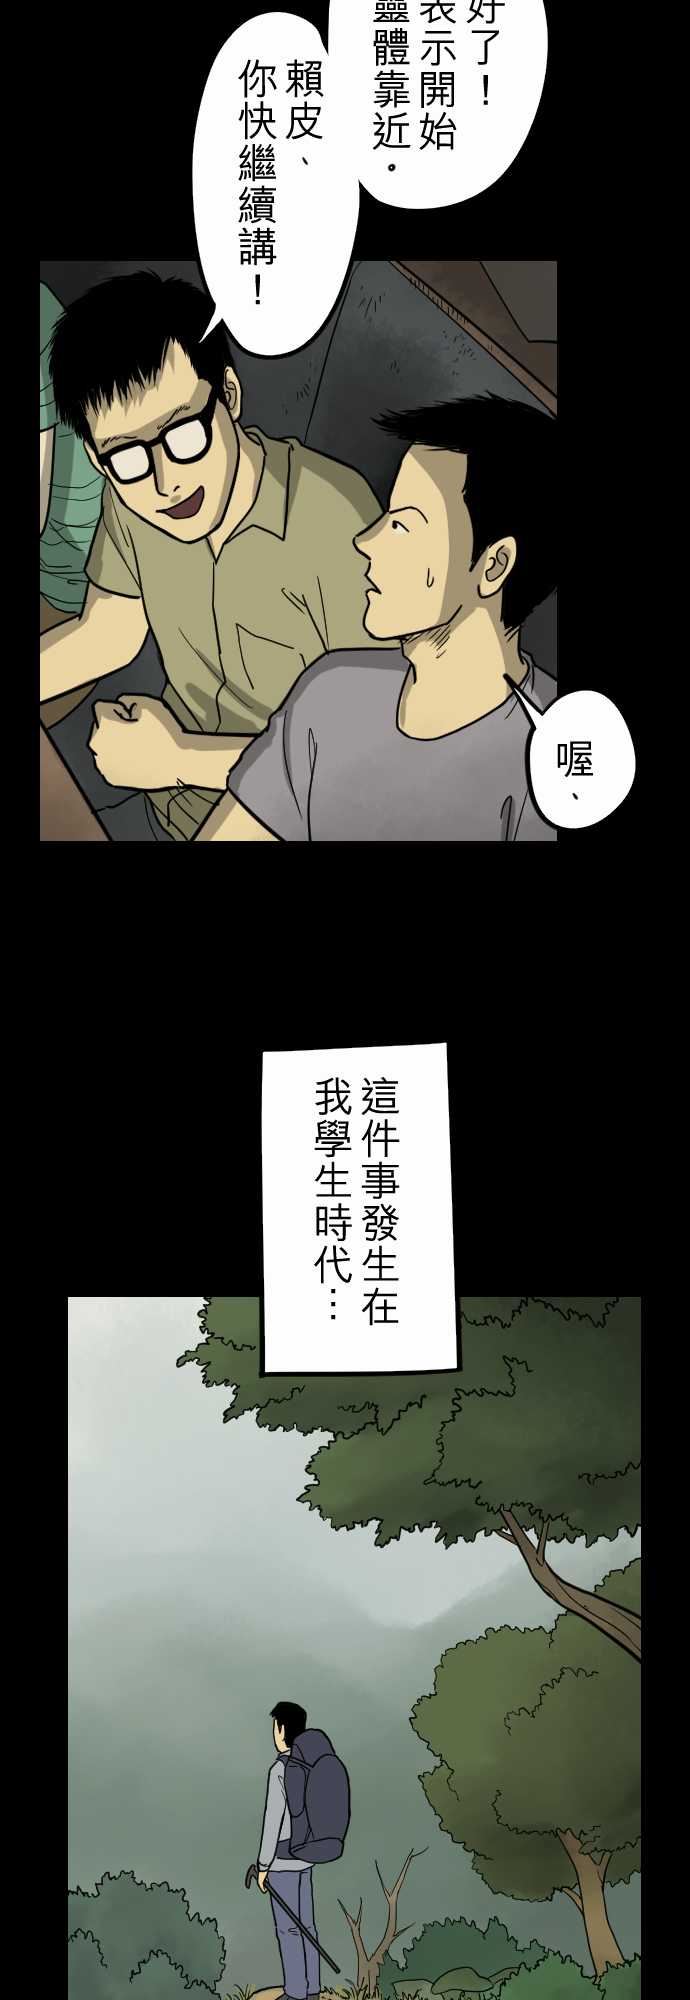 好了！
表示開始
靈體靠近．
賴皮、
你快繼續講！
喔、
這件事發生在
我學生時代…